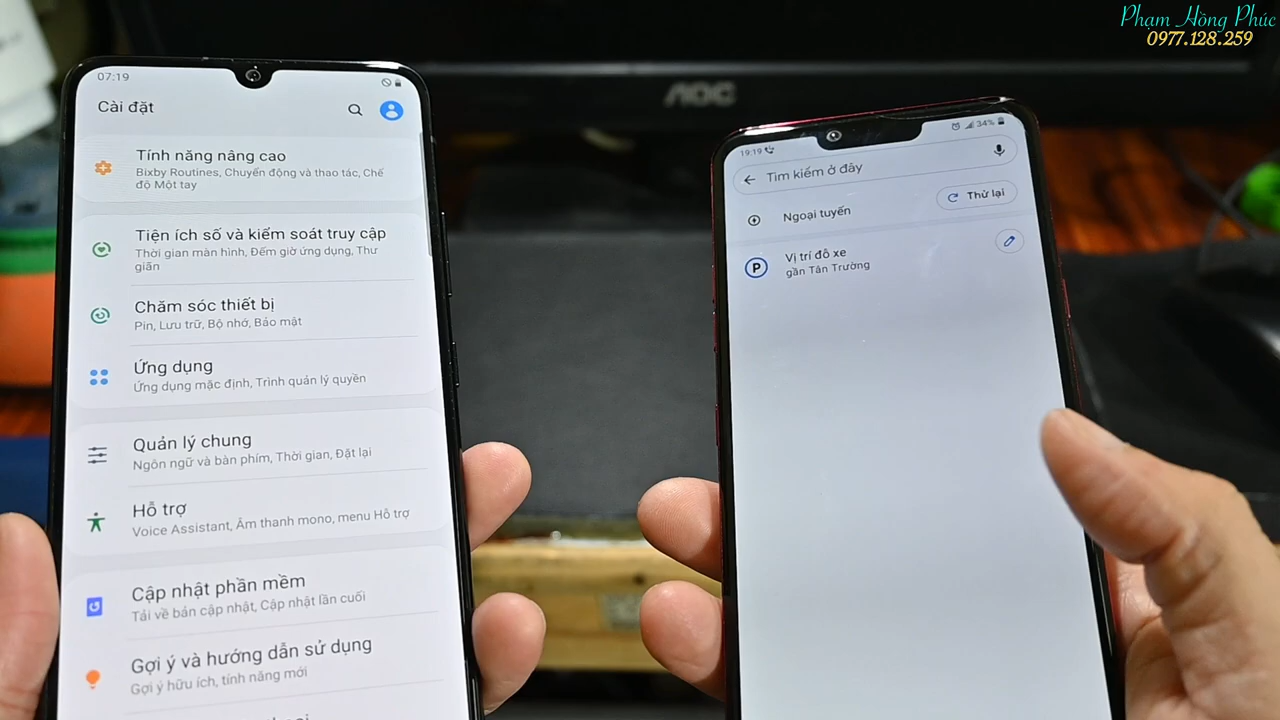 Phạm Hồng Phúc
0977.128.259
AOC
07:19
Cài đặt
Tính năng nâng cao
Bixby Routines, Chuyển động và thao tác, Chế
độ Một tay
Tiện ích số và kiểm soát truy cập
Thời gian màn hình, Đếm giờ ứng dụng, Thư
giãn
Chăm sóc thiết bị
Pin, Lưu trữ, Bộ nhớ, Bảo mật
Ứng dụng
Ứng dụng mặc định, Trình quản lý quyền
Quản lý chung
Ngôn ngữ và bàn phím, Thời gian, Đặt lại
Hỗ trợ
Voice Assistant, Âm thanh mono, menu Hỗ trợ
Cập nhật phần mềm
Tải về bản cập nhật, Cập nhật lần cuối
Gợi ý và hướng dẫn sử dụng
Gợi ý hữu ích, tính năng mới
19:19
34%
Tìm kiếm ở đây
Ngoại tuyến
Thử lại
P
Vị trí đỗ xe
gần Tân Trường